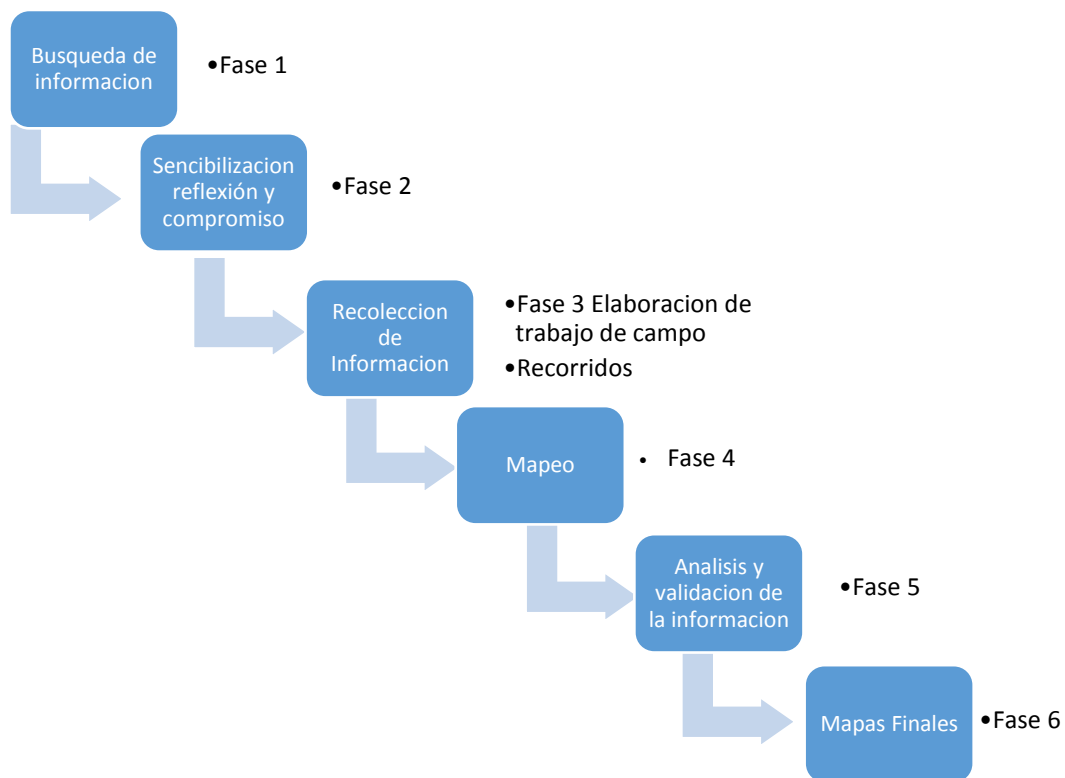 Busqueda de
informacion
•Fase 1
Sencibilizacion
reflexión y
compromiso
•Fase 2
Recoleccion
de
Informacion
•Fase 3 Elaboracion de
trabajo de campo
•Recorridos
Mapeo
• Fase 4
Analisis y
validacion de
la informacion
•Fase 5
Mapas Finales
•Fase 6